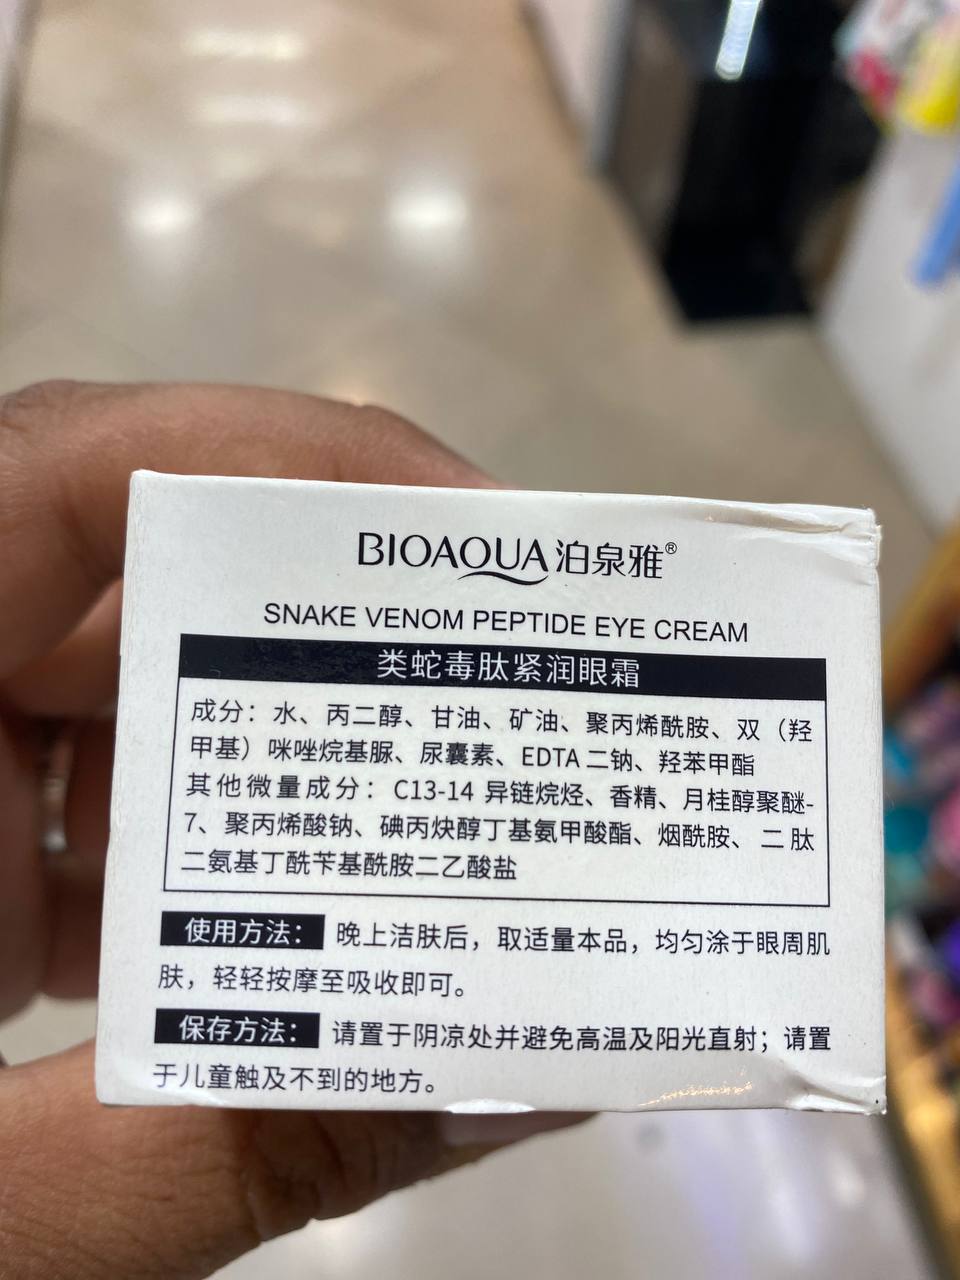 BIOAQUA 泊泉雅®
SNAKE VENOM PEPTIDE EYE CREAM
类蛇毒肽紧润眼霜
成分：水、丙二醇、甘油、矿油、聚丙烯酰胺、双（羟
甲基）咪唑烷基脲、尿囊素、EDTA 二钠、羟苯甲酯
其他微量成分：C13-14 异链烷烃、香精、月桂醇聚醚-
7、聚丙烯酸钠、碘丙炔醇丁基氨甲酸酯、烟酰胺、二肽
二氨基丁酰苄基酰胺二乙酸盐
使用方法： 晚上洁肤后，取适量本品，均匀涂于眼周肌
肤，轻轻按摩至吸收即可。
保存方法： 请置于阴凉处并避免高温及阳光直射；请置
于儿童触及不到的地方。